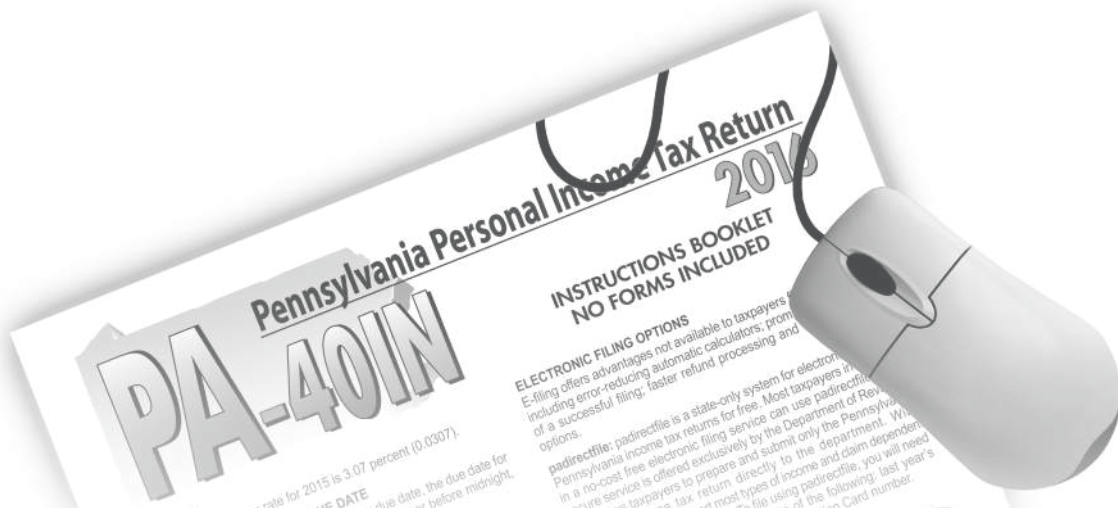 Pennsylvania Personal Income Tax Return
2016
PA-40IN
INSTRUCTIONS BOOKLET
NO FORMS INCLUDED
rate for 2015 is 3.07 percent (0.0307).
DATE
due date, the due date for
before midnight,
ELECTRONIC FILING OPTIONS
E-filing offers advantages not available to taxpayers
including error-reducing automatic calculators; prom
of a successful filing; faster refund processing and
options.
padirectfile: padirectfile is a state-only system for electron
Pennsylvania income tax returns for free. Most taxpayers
in a no-cost free electronic filing service can use padirectfile
service is offered exclusively by the Department of Rev
taxpayers to prepare and submit only the Pennsylvania
tax return directly to the department.
most types of income and claim dependen
To file using padirectfile, you will need
of the following: last year's
Card number.